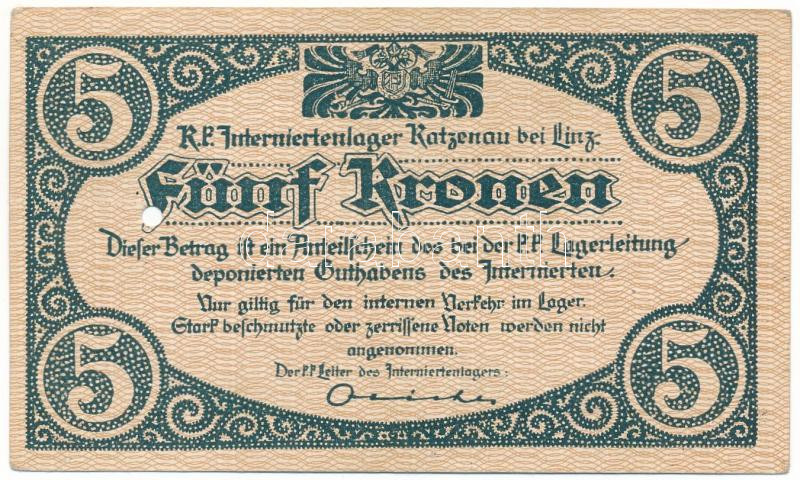 5 5
K.k. Interniertenlager Katzenau bei Linz.
Fünf Kronen
Dieser Betrag ist ein Anteilschein des bei der k.k. Lagerleitung
deponierten Guthabens des Internierten.
Nur giltig für den internen Verkehr im Lager.
Stark beschmutzte oder zerrissene Noten werden nicht
angenommen.
Der k.k. Leiter des Interniertenlagers:
5 5